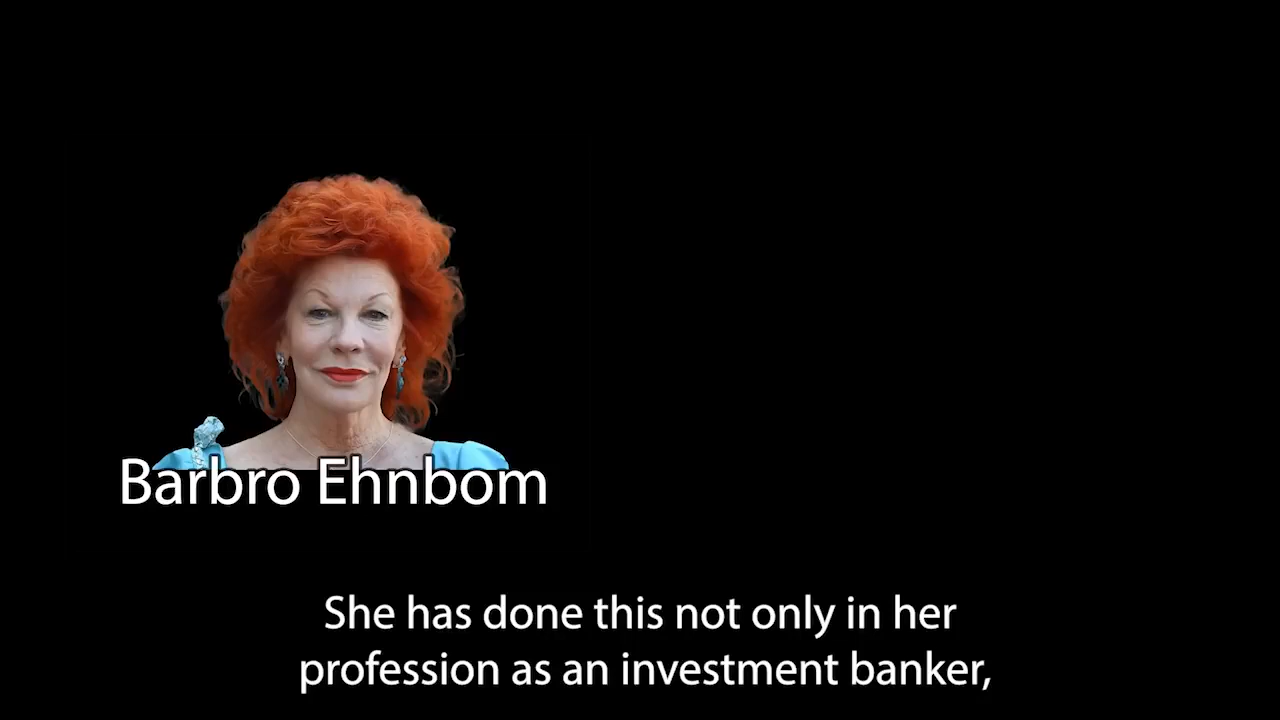 Barbro Ehnbom
She has done this not only in her
profession as an investment banker,